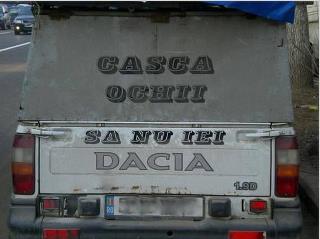 CASCA
OCHII
SA NU IEI
DACIA
1.9D